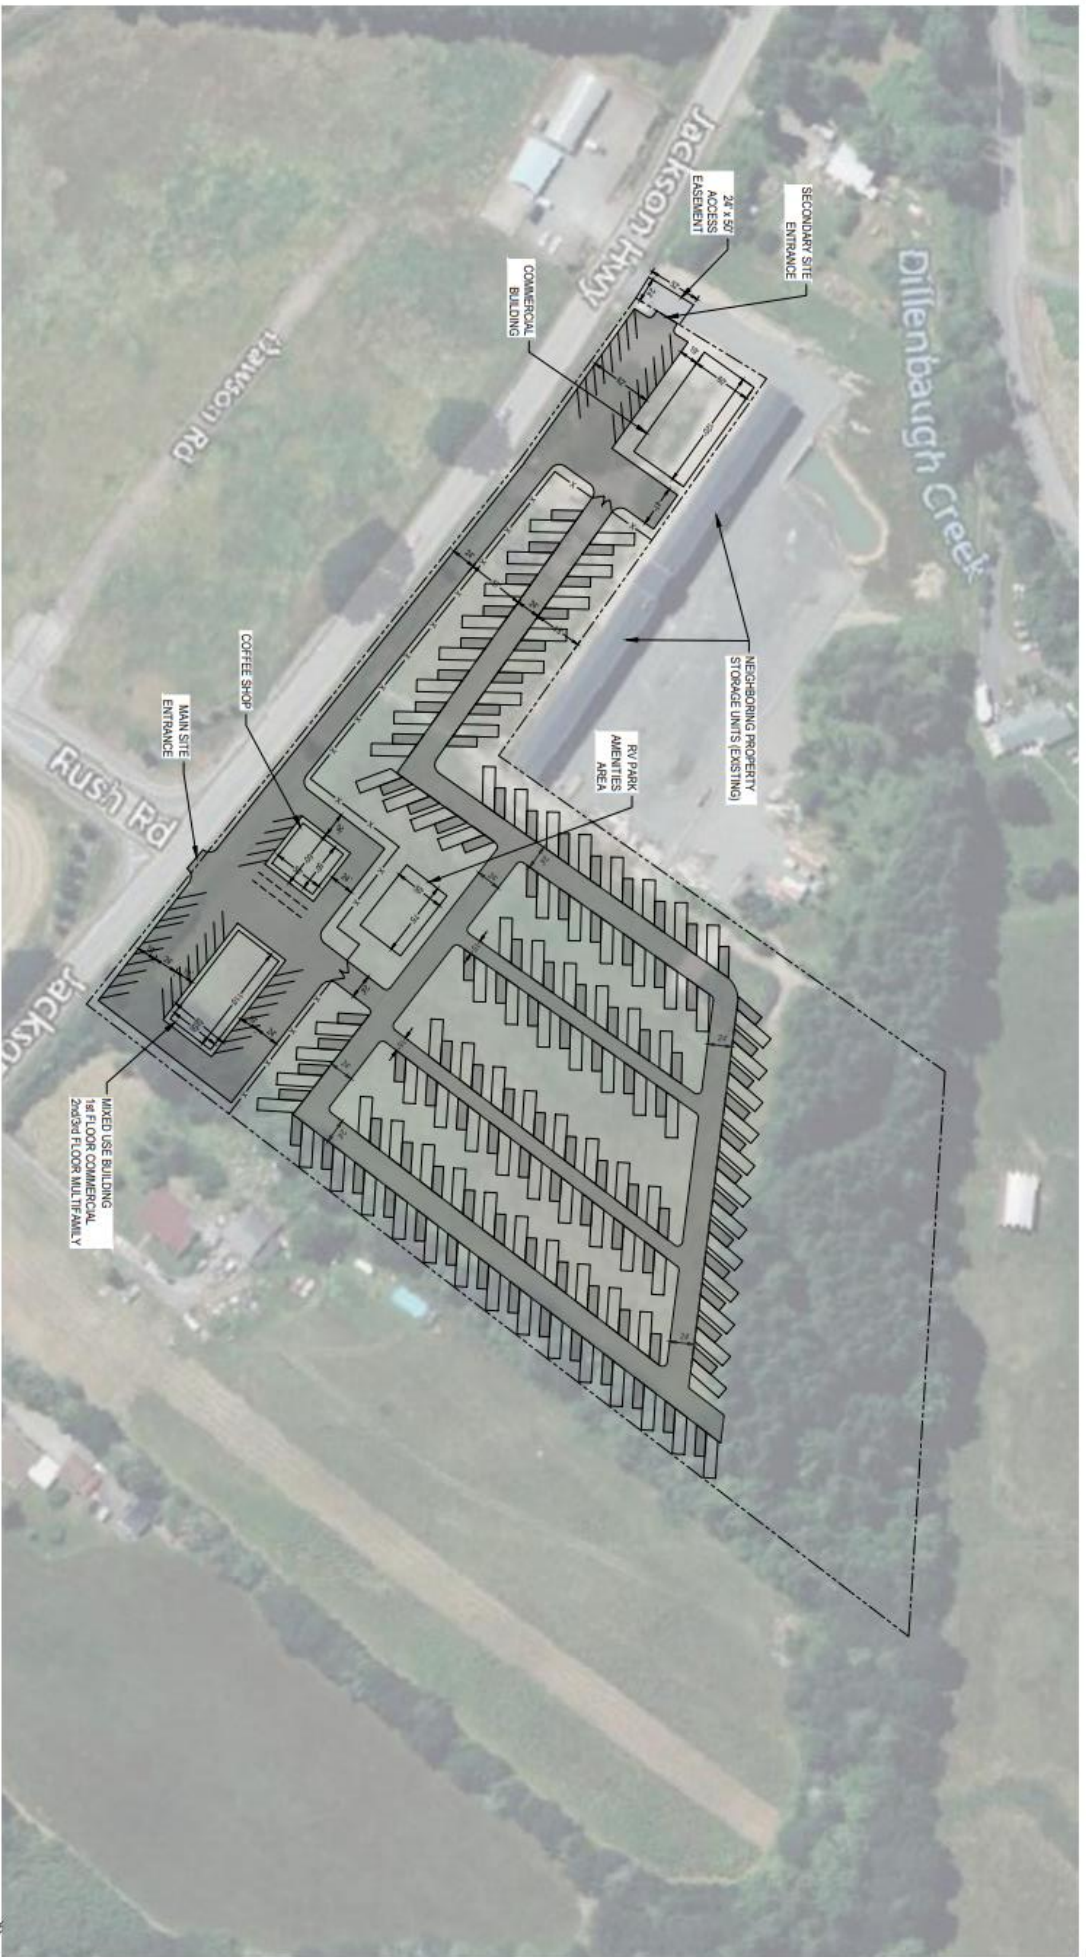 Jackson Hwy
Dillenbaugh Creek
SECONDARY SITE
ENTRANCE
24' x 50'
ACCESS
EASEMENT
COMMERCIAL
BUILDING
Dawson Rd
NEIGHBORING PROPERTY
STORAGE UNITS (EXISTING)
RV PARK
AMENITIES
AREA
COFFEE SHOP
MAIN SITE
ENTRANCE
Rush Rd
MIXED USE BUILDING
1st FLOOR COMMERCIAL
2nd/3rd FLOOR MULTIFAMILY